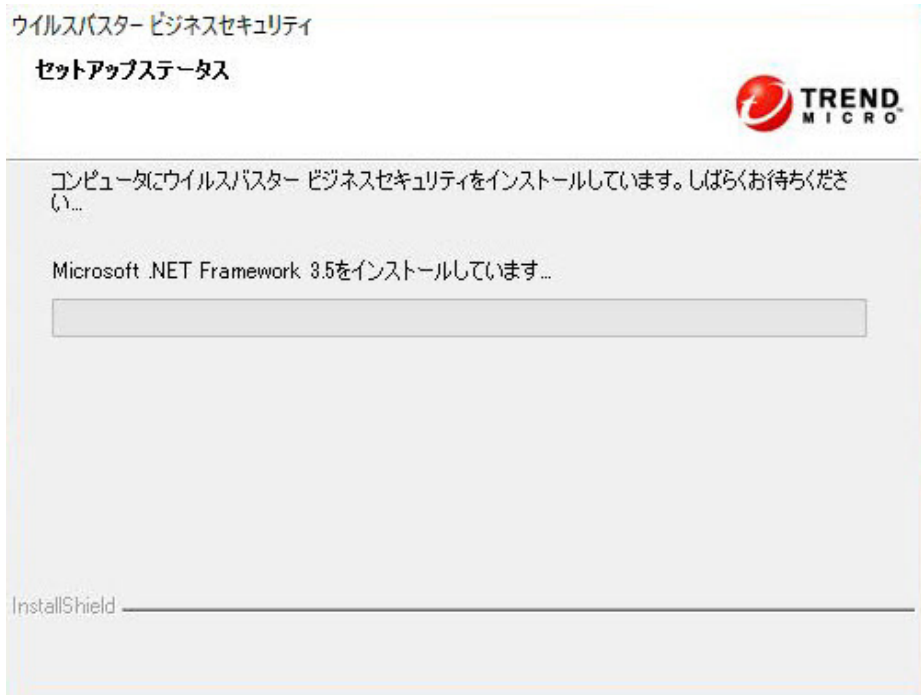 ウイルスバスター ビジネスセキュリティ
セットアップステータス
TREND
MICRO
コンピュータにウイルスバスター ビジネスセキュリティをインストールしています。しばらくお待ちくださ
い...
Microsoft .NET Framework 3.5をインストールしています...
InstallShield